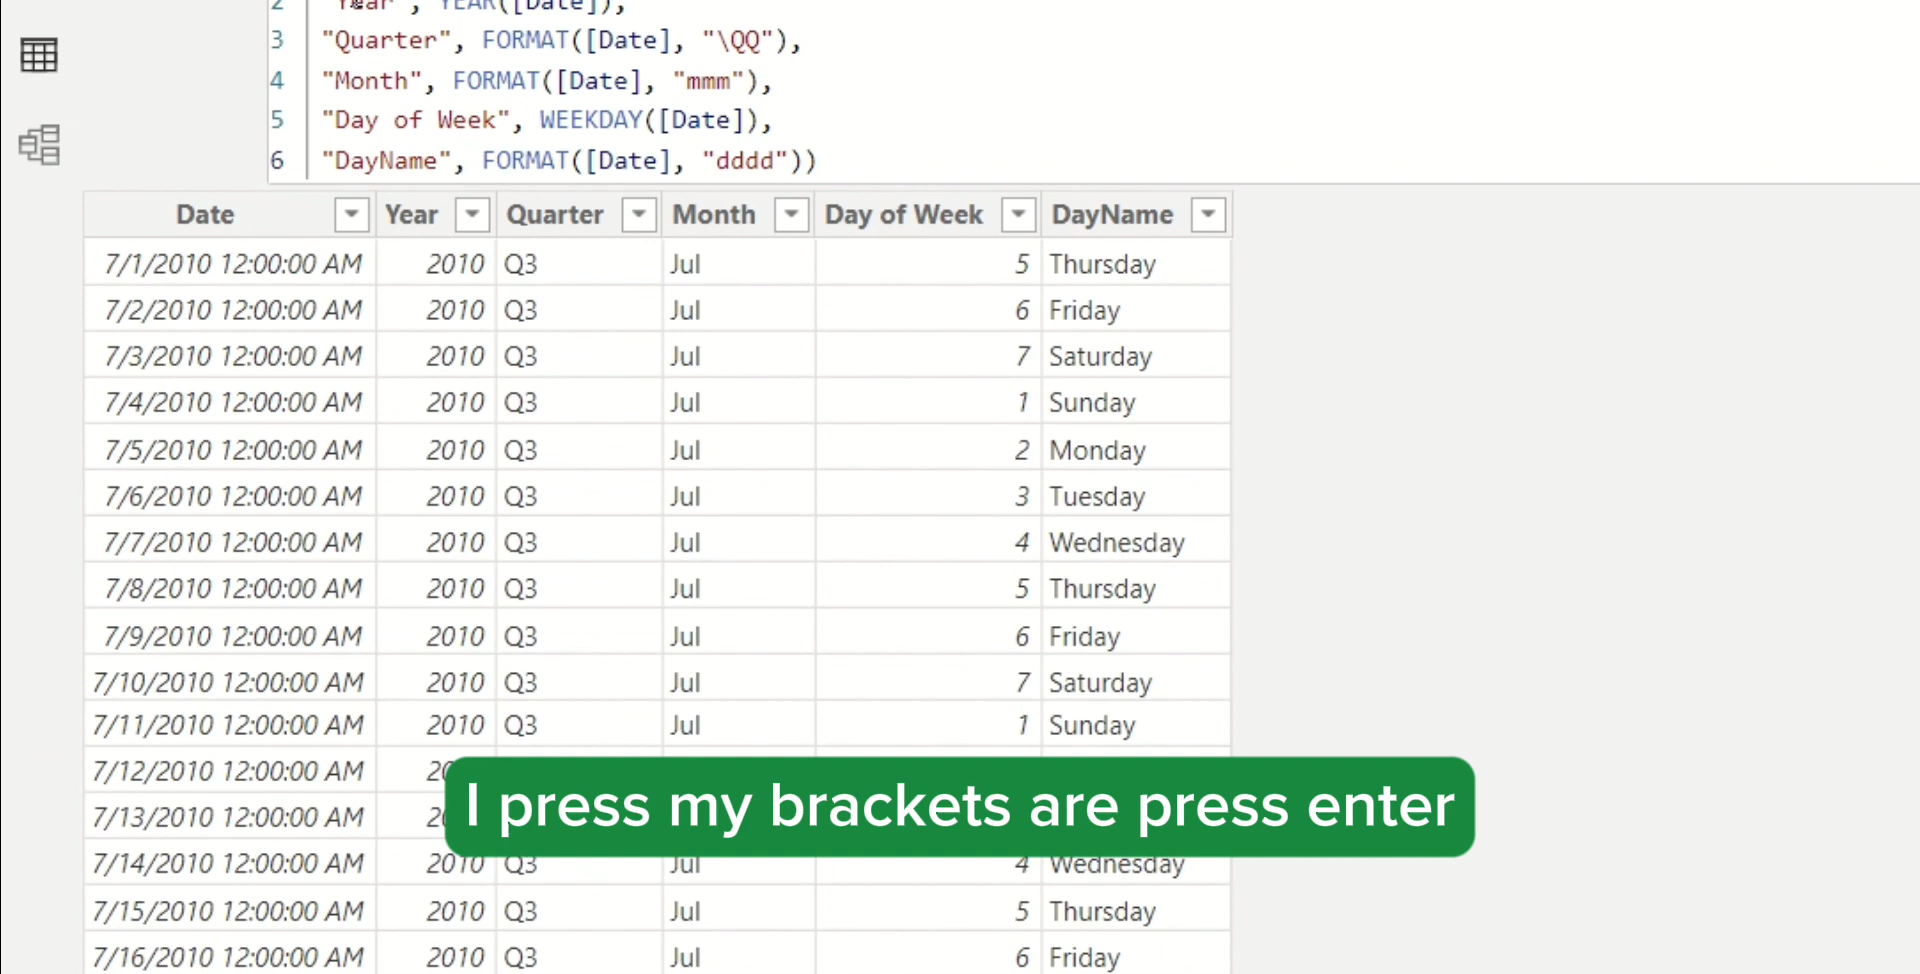 2 "Year", YEAR([Date]),
3 "Quarter", FORMAT([Date], "\QQ"),
4 "Month", FORMAT([Date], "mmm"),
5 "Day of Week", WEEKDAY([Date]),
6 "DayName", FORMAT([Date], "dddd"))
Date Year Quarter Month Day of Week DayName
7/1/2010 12:00:00 AM 2010 Q3 Jul 5 Thursday
7/2/2010 12:00:00 AM 2010 Q3 Jul 6 Friday
7/3/2010 12:00:00 AM 2010 Q3 Jul 7 Saturday
7/4/2010 12:00:00 AM 2010 Q3 Jul 1 Sunday
7/5/2010 12:00:00 AM 2010 Q3 Jul 2 Monday
7/6/2010 12:00:00 AM 2010 Q3 Jul 3 Tuesday
7/7/2010 12:00:00 AM 2010 Q3 Jul 4 Wednesday
7/8/2010 12:00:00 AM 2010 Q3 Jul 5 Thursday
7/9/2010 12:00:00 AM 2010 Q3 Jul 6 Friday
7/10/2010 12:00:00 AM 2010 Q3 Jul 7 Saturday
7/11/2010 12:00:00 AM 2010 Q3 Jul 1 Sunday
7/12/2010 12:00:00 AM
I press my brackets are press enter
7/13/2010 12:00:00 AM
7/14/2010 12:00:00 AM 2010 Q3 Jul 4 Wednesday
7/15/2010 12:00:00 AM 2010 Q3 Jul 5 Thursday
7/16/2010 12:00:00 AM 2010 Q3 Jul 6 Friday